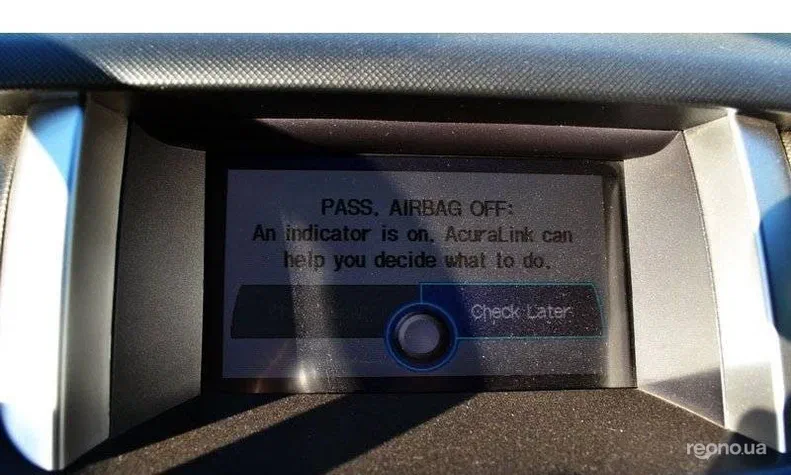 PASS. AIRBAG OFF:
An indicator is on. AcuraLink can
help you decide what to do.
Check Later
reono.ua